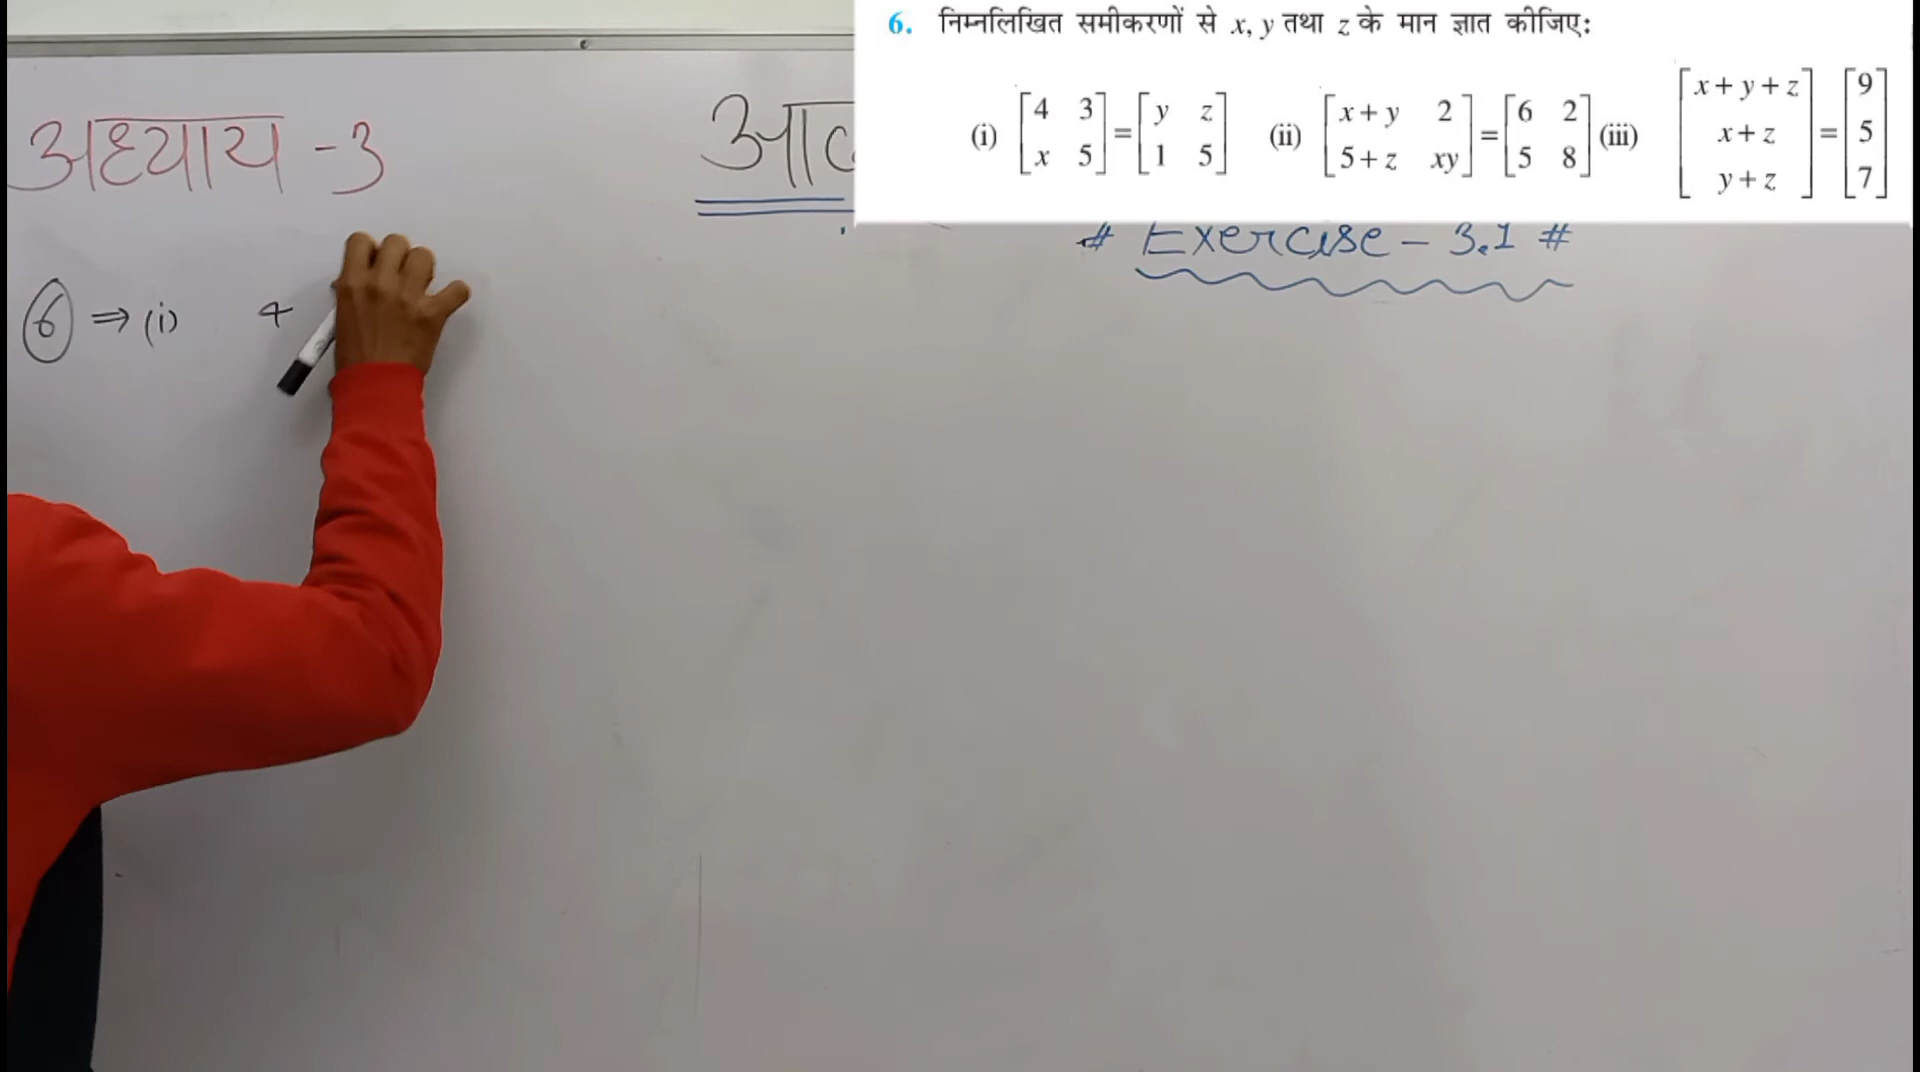 6. निम्नलिखित समीकरणों से x, y तथा z के मान ज्ञात कीजिए:
(i) [4 3; x 5] = [y z; 1 5] (ii) [x+y 2; 5+z xy] = [6 2; 5 8] (iii) [x+y+z; x+z; y+z] = [9; 5; 7]
अध्याय -3
# Exercise - 3.1 #
6 ⇒ (i) 4